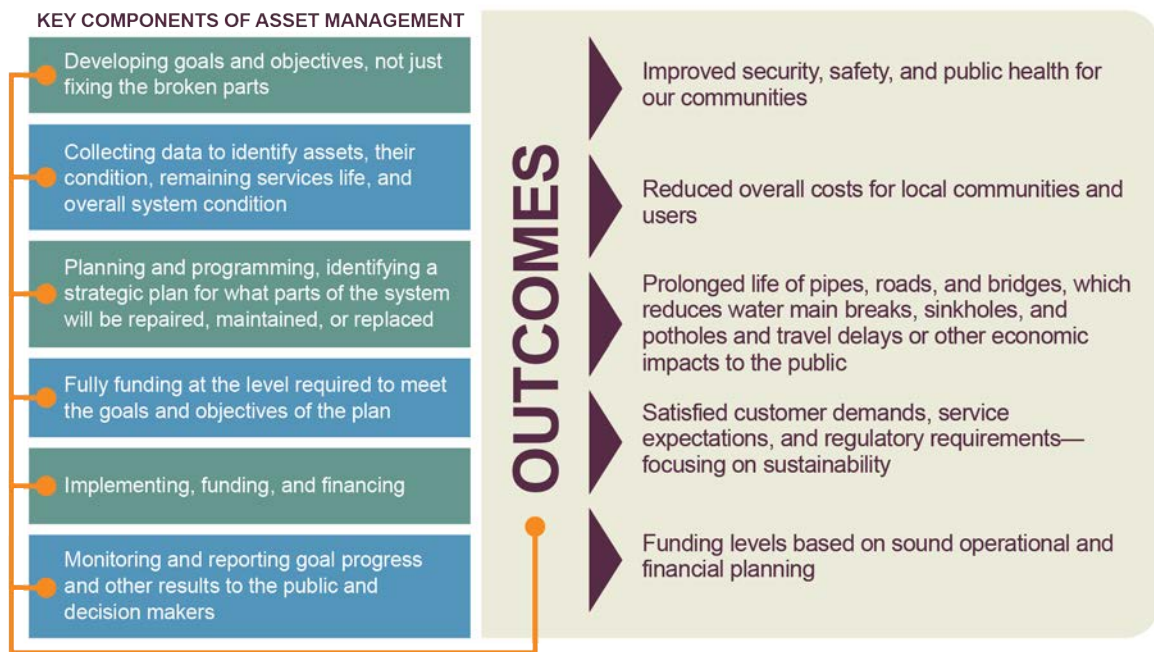 KEY COMPONENTS OF ASSET MANAGEMENT
Developing goals and objectives, not just
fixing the broken parts
Collecting data to identify assets, their
condition, remaining services life, and
overall system condition
Planning and programming, identifying a
strategic plan for what parts of the system
will be repaired, maintained, or replaced
Fully funding at the level required to meet
the goals and objectives of the plan
Implementing, funding, and financing
Monitoring and reporting goal progress
and other results to the public and
decision makers
OUTCOMES
Improved security, safety, and public health for
our communities
Reduced overall costs for local communities and
users
Prolonged life of pipes, roads, and bridges, which
reduces water main breaks, sinkholes, and
potholes and travel delays or other economic
impacts to the public
Satisfied customer demands, service
expectations, and regulatory requirements—
focusing on sustainability
Funding levels based on sound operational and
financial planning